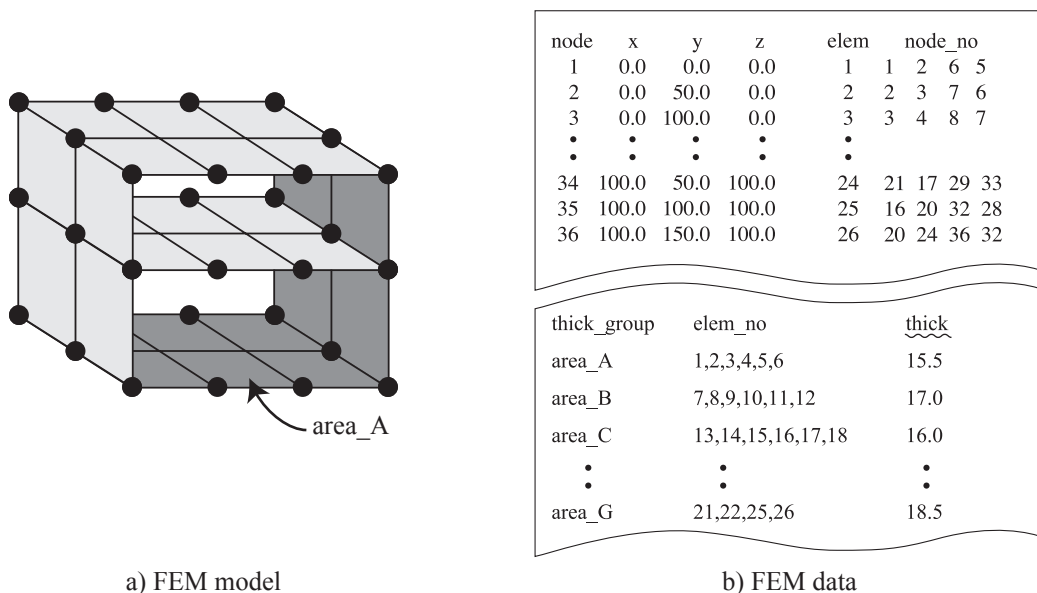 node x y z elem node_no
1 0.0 0.0 0.0 1 1 2 6 5
2 0.0 50.0 0.0 2 2 3 7 6
3 0.0 100.0 0.0 3 3 4 8 7
34 100.0 50.0 100.0 24 21 17 29 33
35 100.0 100.0 100.0 25 16 20 32 28
36 100.0 150.0 100.0 26 20 24 36 32
thick_group elem_no thick
area_A 1,2,3,4,5,6 15.5
area_B 7,8,9,10,11,12 17.0
area_C 13,14,15,16,17,18 16.0
area_G 21,22,25,26 18.5
area_A
a) FEM model
b) FEM data